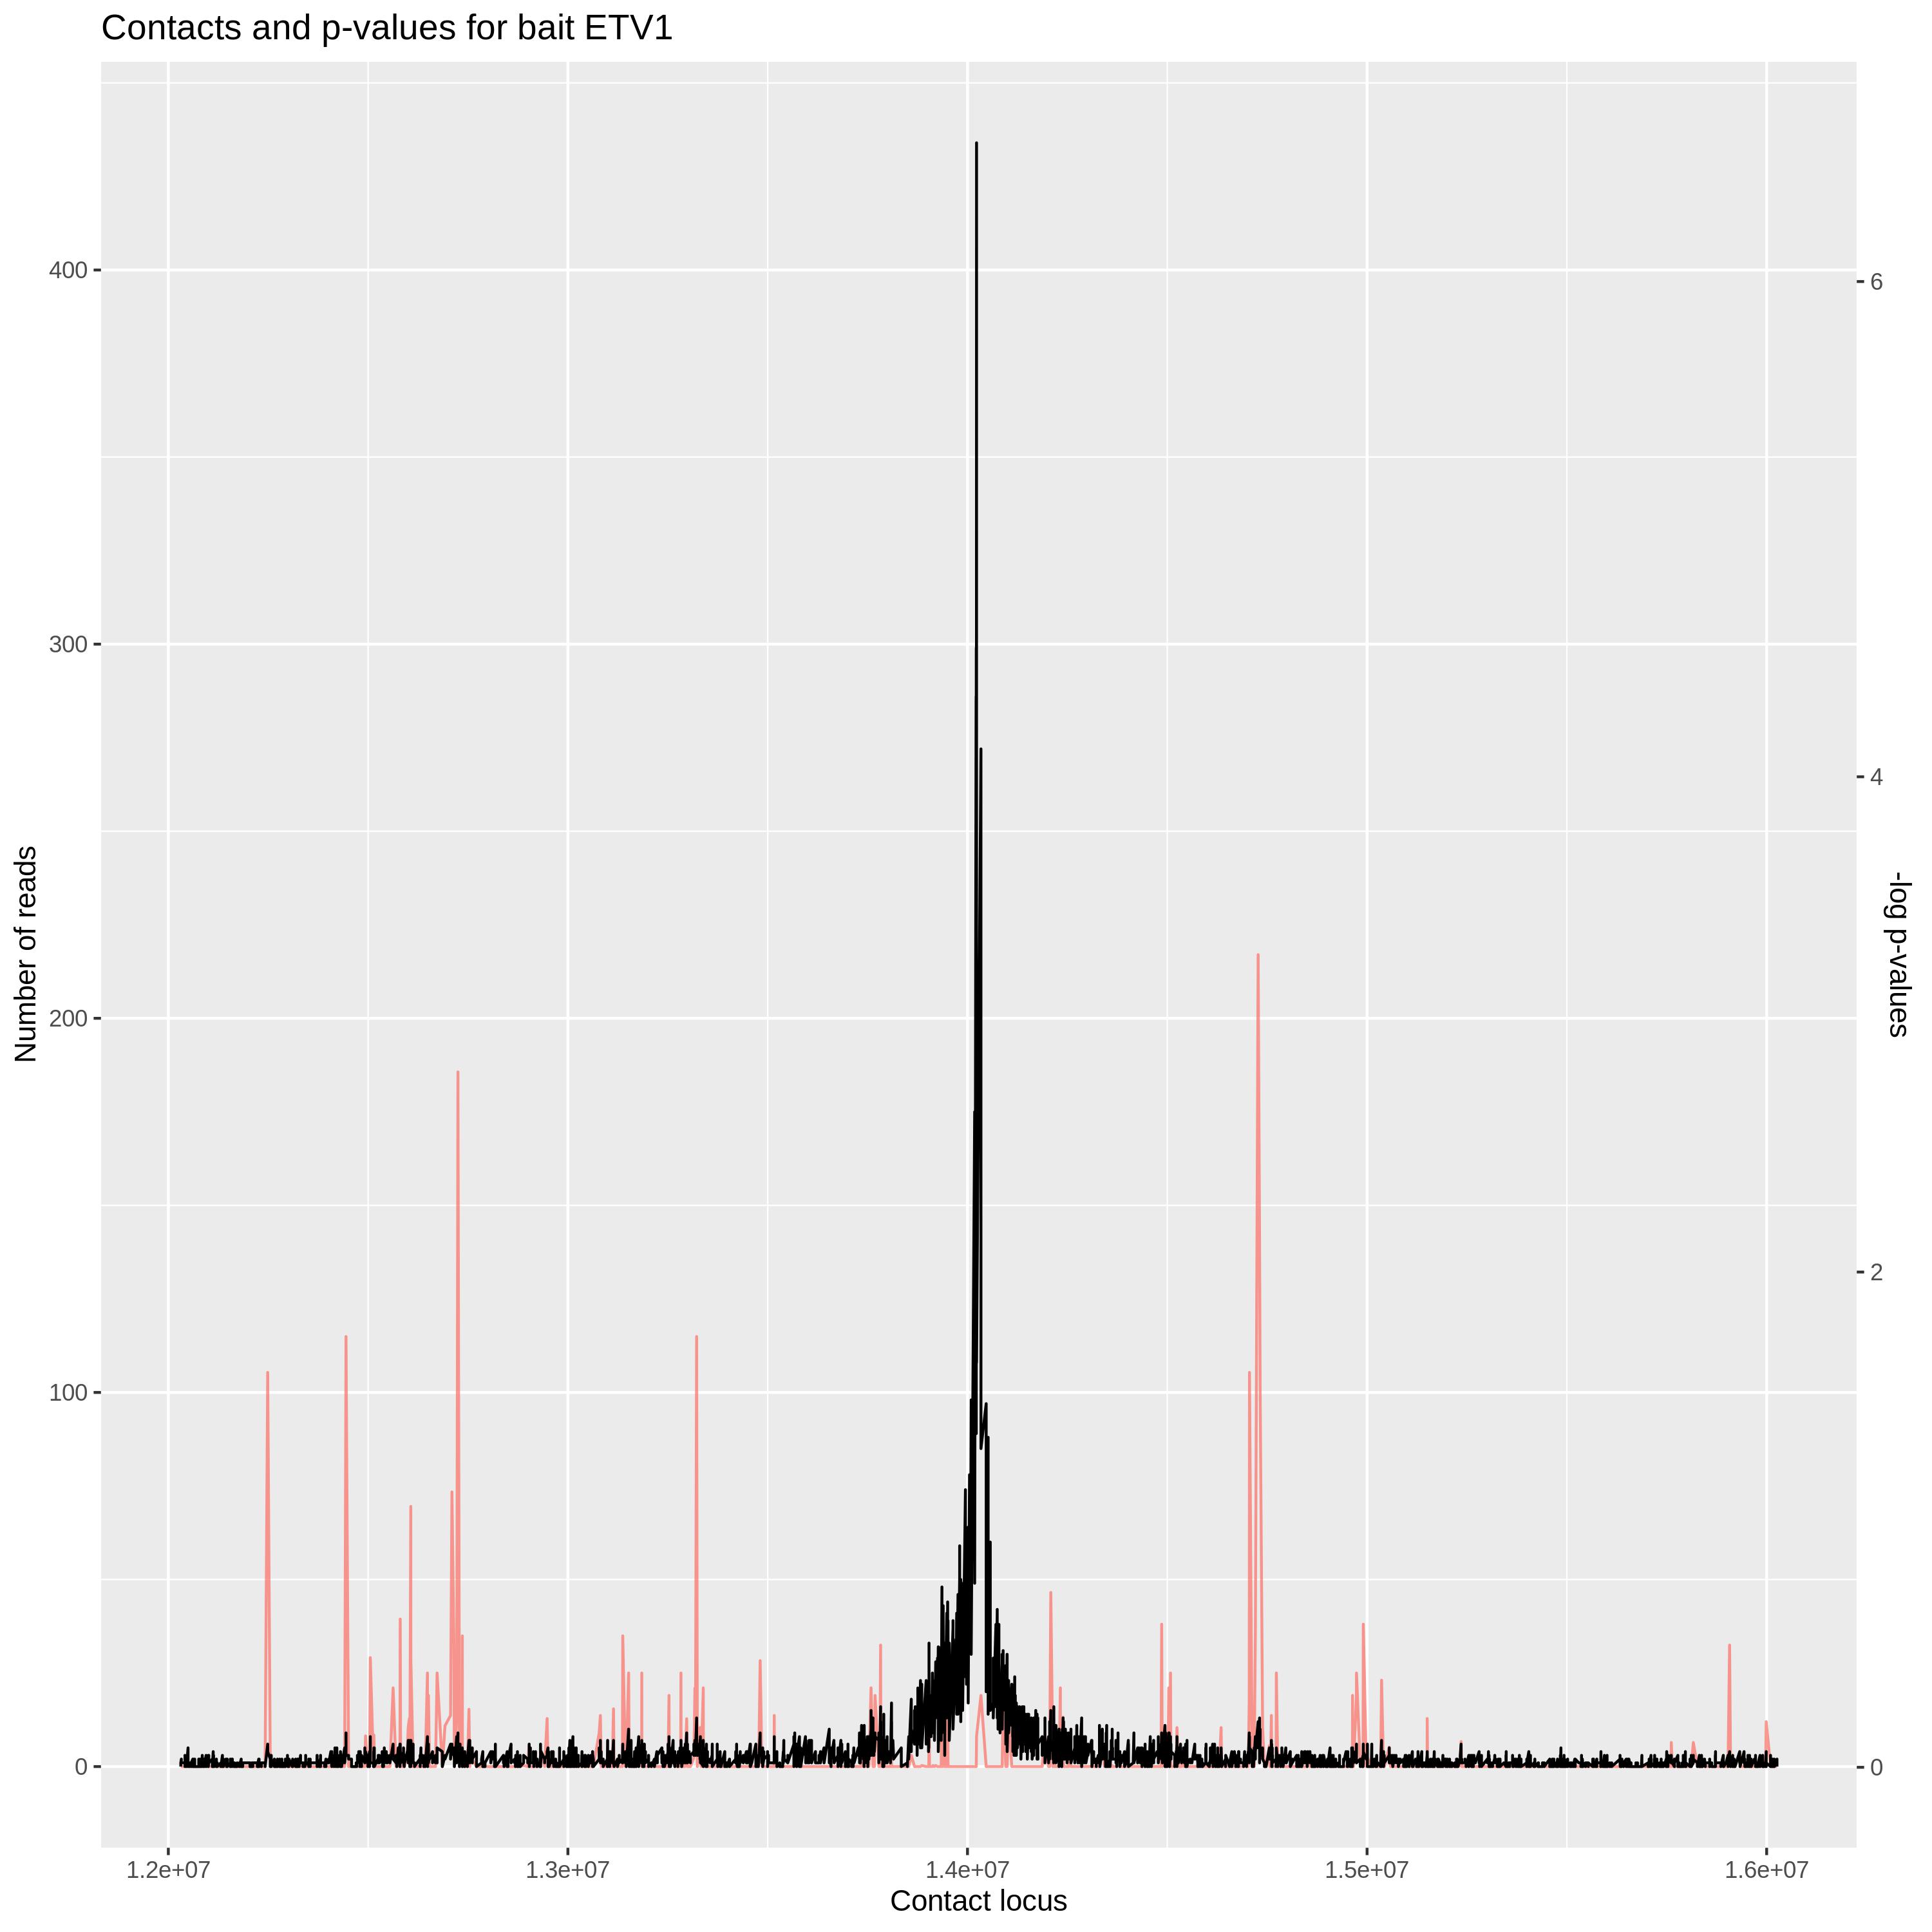 Contacts and p-values for bait ETV1
400
300
200
100
0
Number of reads
6
4
2
0
-log p-values
1.2e+07
1.3e+07
1.4e+07
1.5e+07
1.6e+07
Contact locus